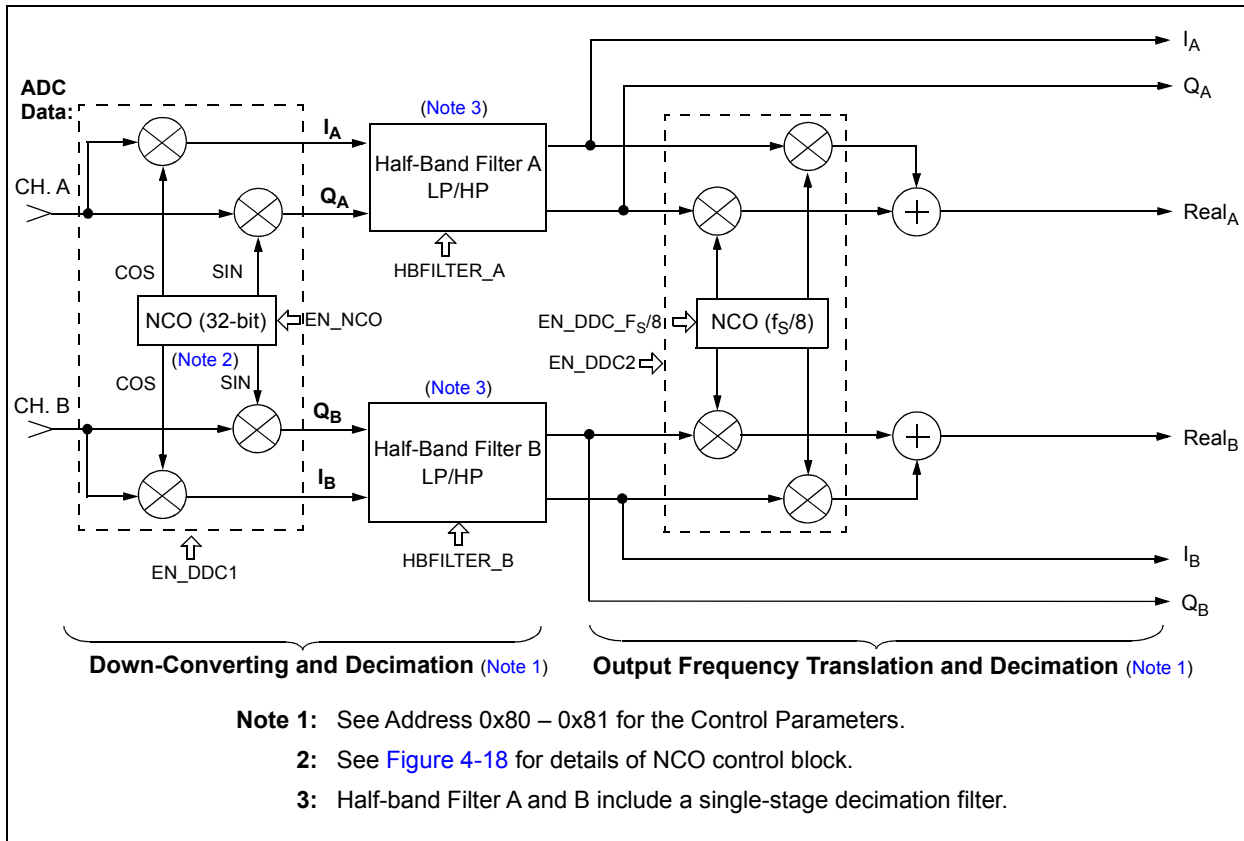 I_A
Q_A
ADC
Data:
(Note 3)
I_A
Half-Band Filter A
LP/HP
CH. A
Q_A
Real_A
HBFILTER_A
COS
SIN
NCO (32-bit)
EN_NCO
EN_DDC_F_S/8
NCO (f_S/8)
(Note 2)
EN_DDC2
COS
SIN
(Note 3)
CH. B
Q_B
Half-Band Filter B
LP/HP
Real_B
I_B
HBFILTER_B
EN_DDC1
I_B
Q_B
Down-Converting and Decimation (Note 1)
Output Frequency Translation and Decimation (Note 1)
Note 1: See Address 0x80 – 0x81 for the Control Parameters.
2: See Figure 4-18 for details of NCO control block.
3: Half-band Filter A and B include a single-stage decimation filter.